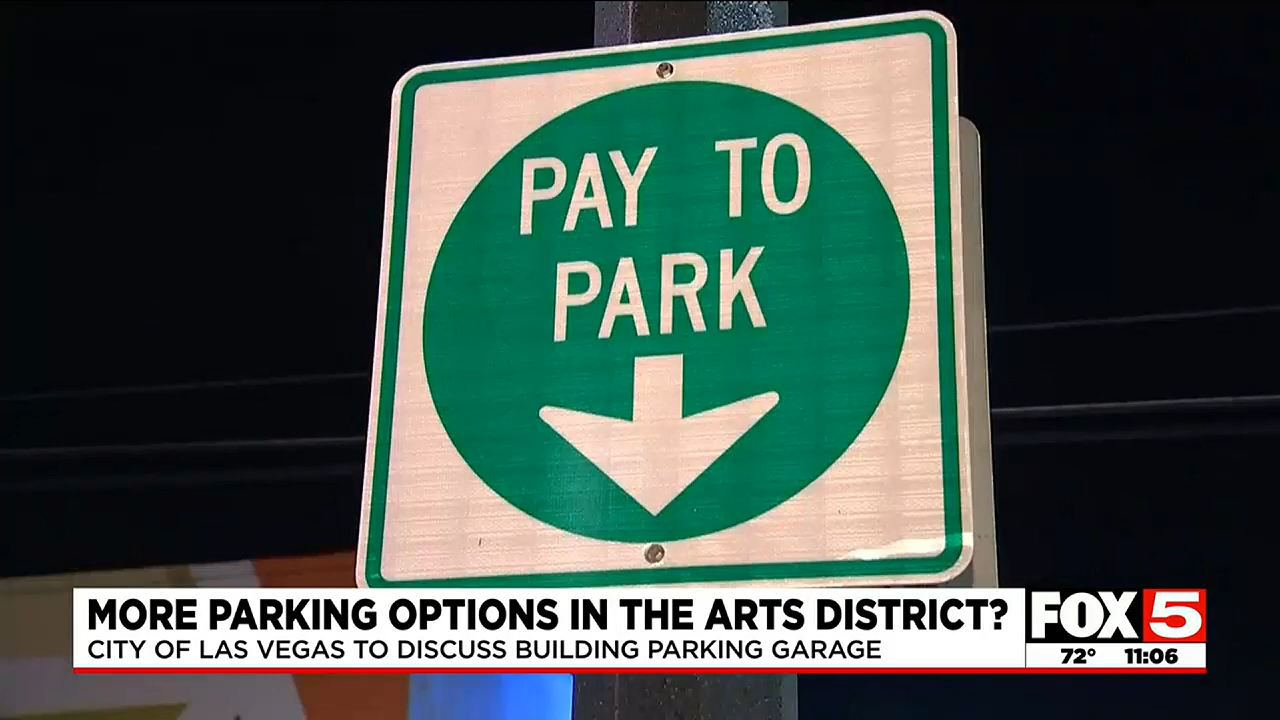 PAY TO
PARK
MORE PARKING OPTIONS IN THE ARTS DISTRICT?
CITY OF LAS VEGAS TO DISCUSS BUILDING PARKING GARAGE
FOX 5
72° 11:06